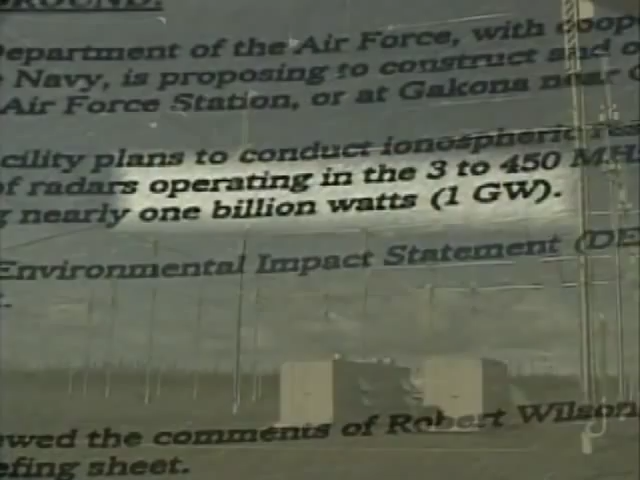 Department of the Air Force, with coop
Navy, is proposing to construct and o
Air Force Station, or at Gakona near
cility plans to conduct ionospheric res
of radars operating in the 3 to 450 MH
g nearly one billion watts (1 GW).
Environmental Impact Statement (DE
t.
wed the comments of Robert Wilson
efing sheet.